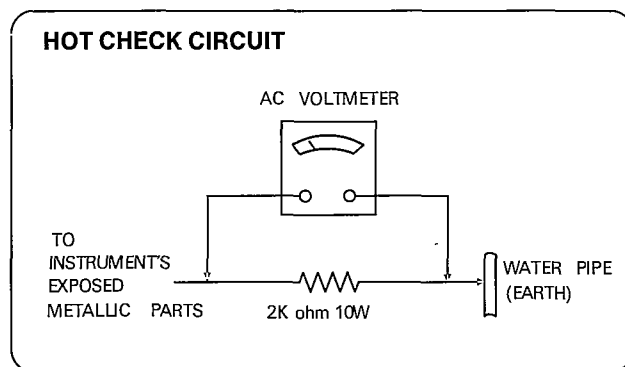 HOT CHECK CIRCUIT
AC VOLTMETER
TO
INSTRUMENT'S
EXPOSED
METALLIC PARTS
2K ohm 10W
WATER PIPE
(EARTH)